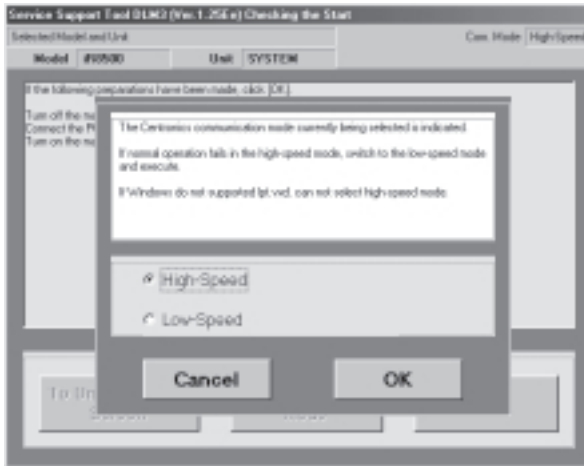 Service Support Tool DLM3 (Ver.1.25Ee) Checking the Start
Selected Model and Unit
Com. Mode High-Speed
Model Unit SYSTEM
If the following preparations have been made, click [OK].
Turn off the
Connect the
Turn on the
The Centronics communication mode currently being selected is indicated.
If normal operation fails in the high-speed mode, switch to the low-speed mode
and execute.
If Windows do not supported lpt.vxd, can not select high-speed mode.
High-Speed
Low-Speed
Cancel OK
To
Mode